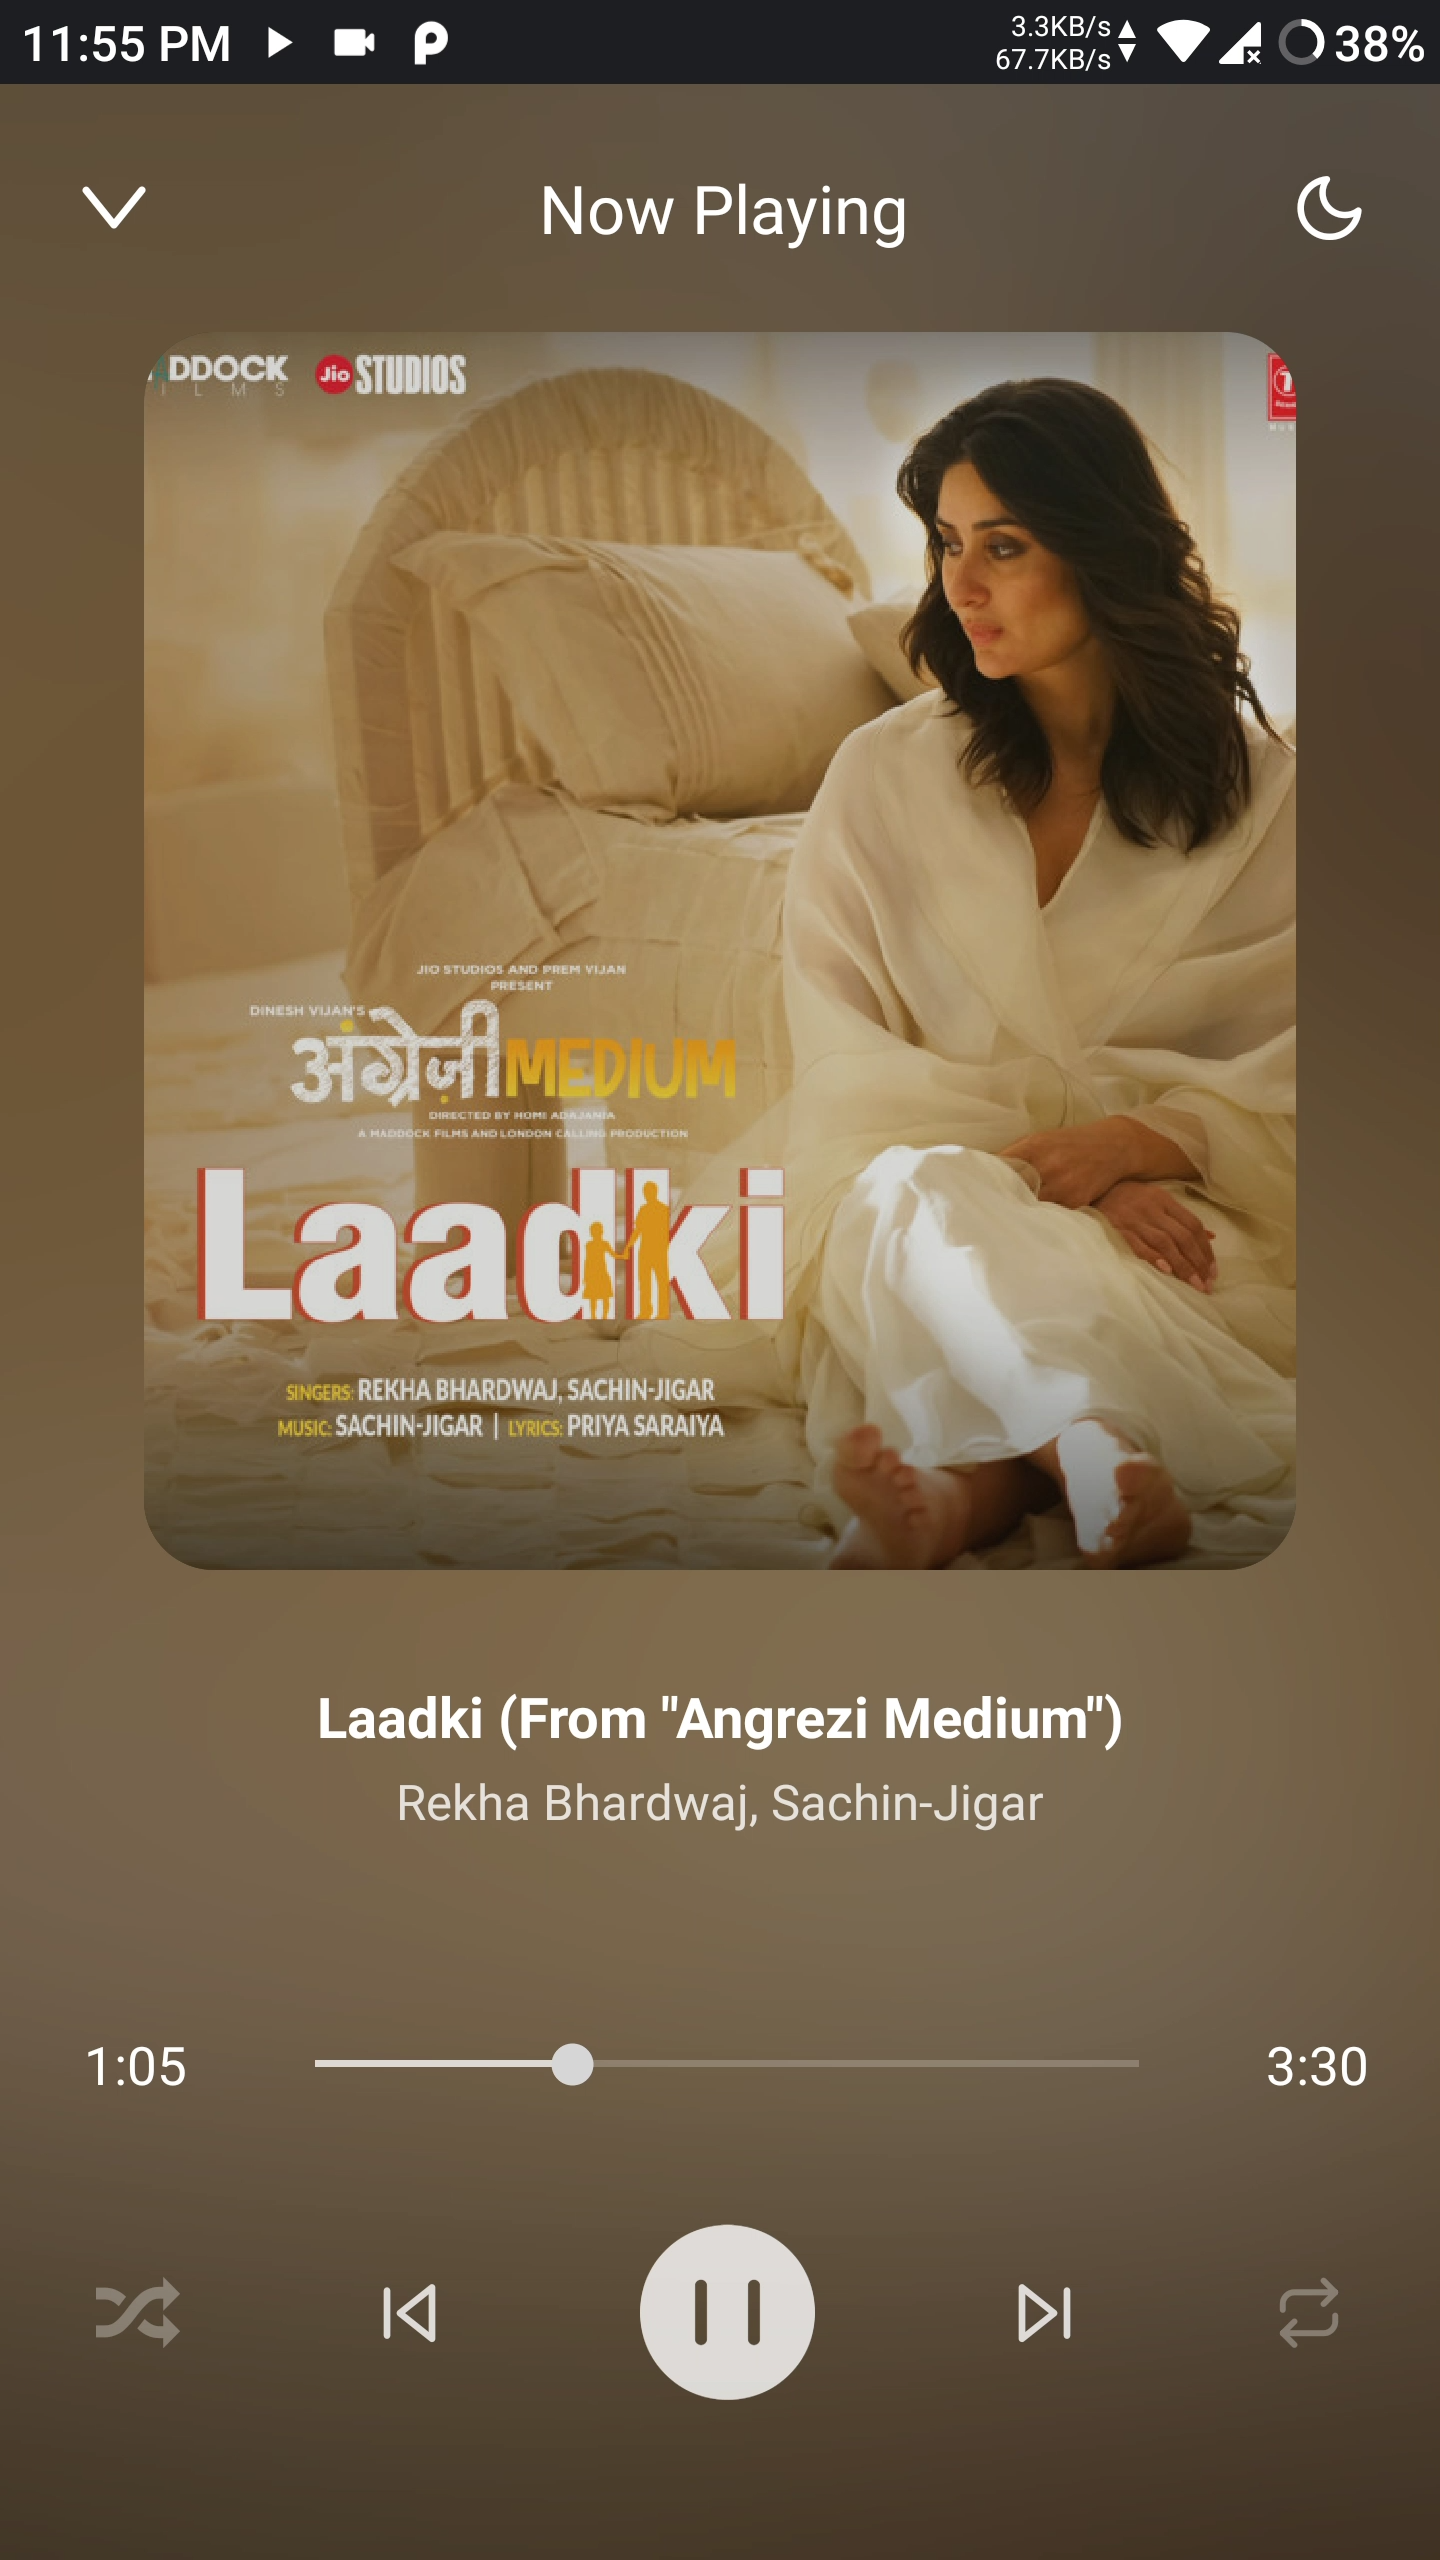 11:55 PM
3.3KB/s
67.7KB/s
38%
Now Playing
ADDOCK
ILMS
Jio STUDIOS
JIO STUDIOS AND PREM VIJAN
PRESENT
DINESH VIJAN'S
अंग्रेज़ी MEDIUM
DIRECTED BY HOMI ADAJANIA
A MADDOCK FILMS AND LONDON CALLING PRODUCTION
Laadki
SINGERS: REKHA BHARDWAJ, SACHIN-JIGAR
MUSIC: SACHIN-JIGAR | LYRICS: PRIYA SARAIYA
Laadki (From "Angrezi Medium")
Rekha Bhardwaj, Sachin-Jigar
1:05
3:30